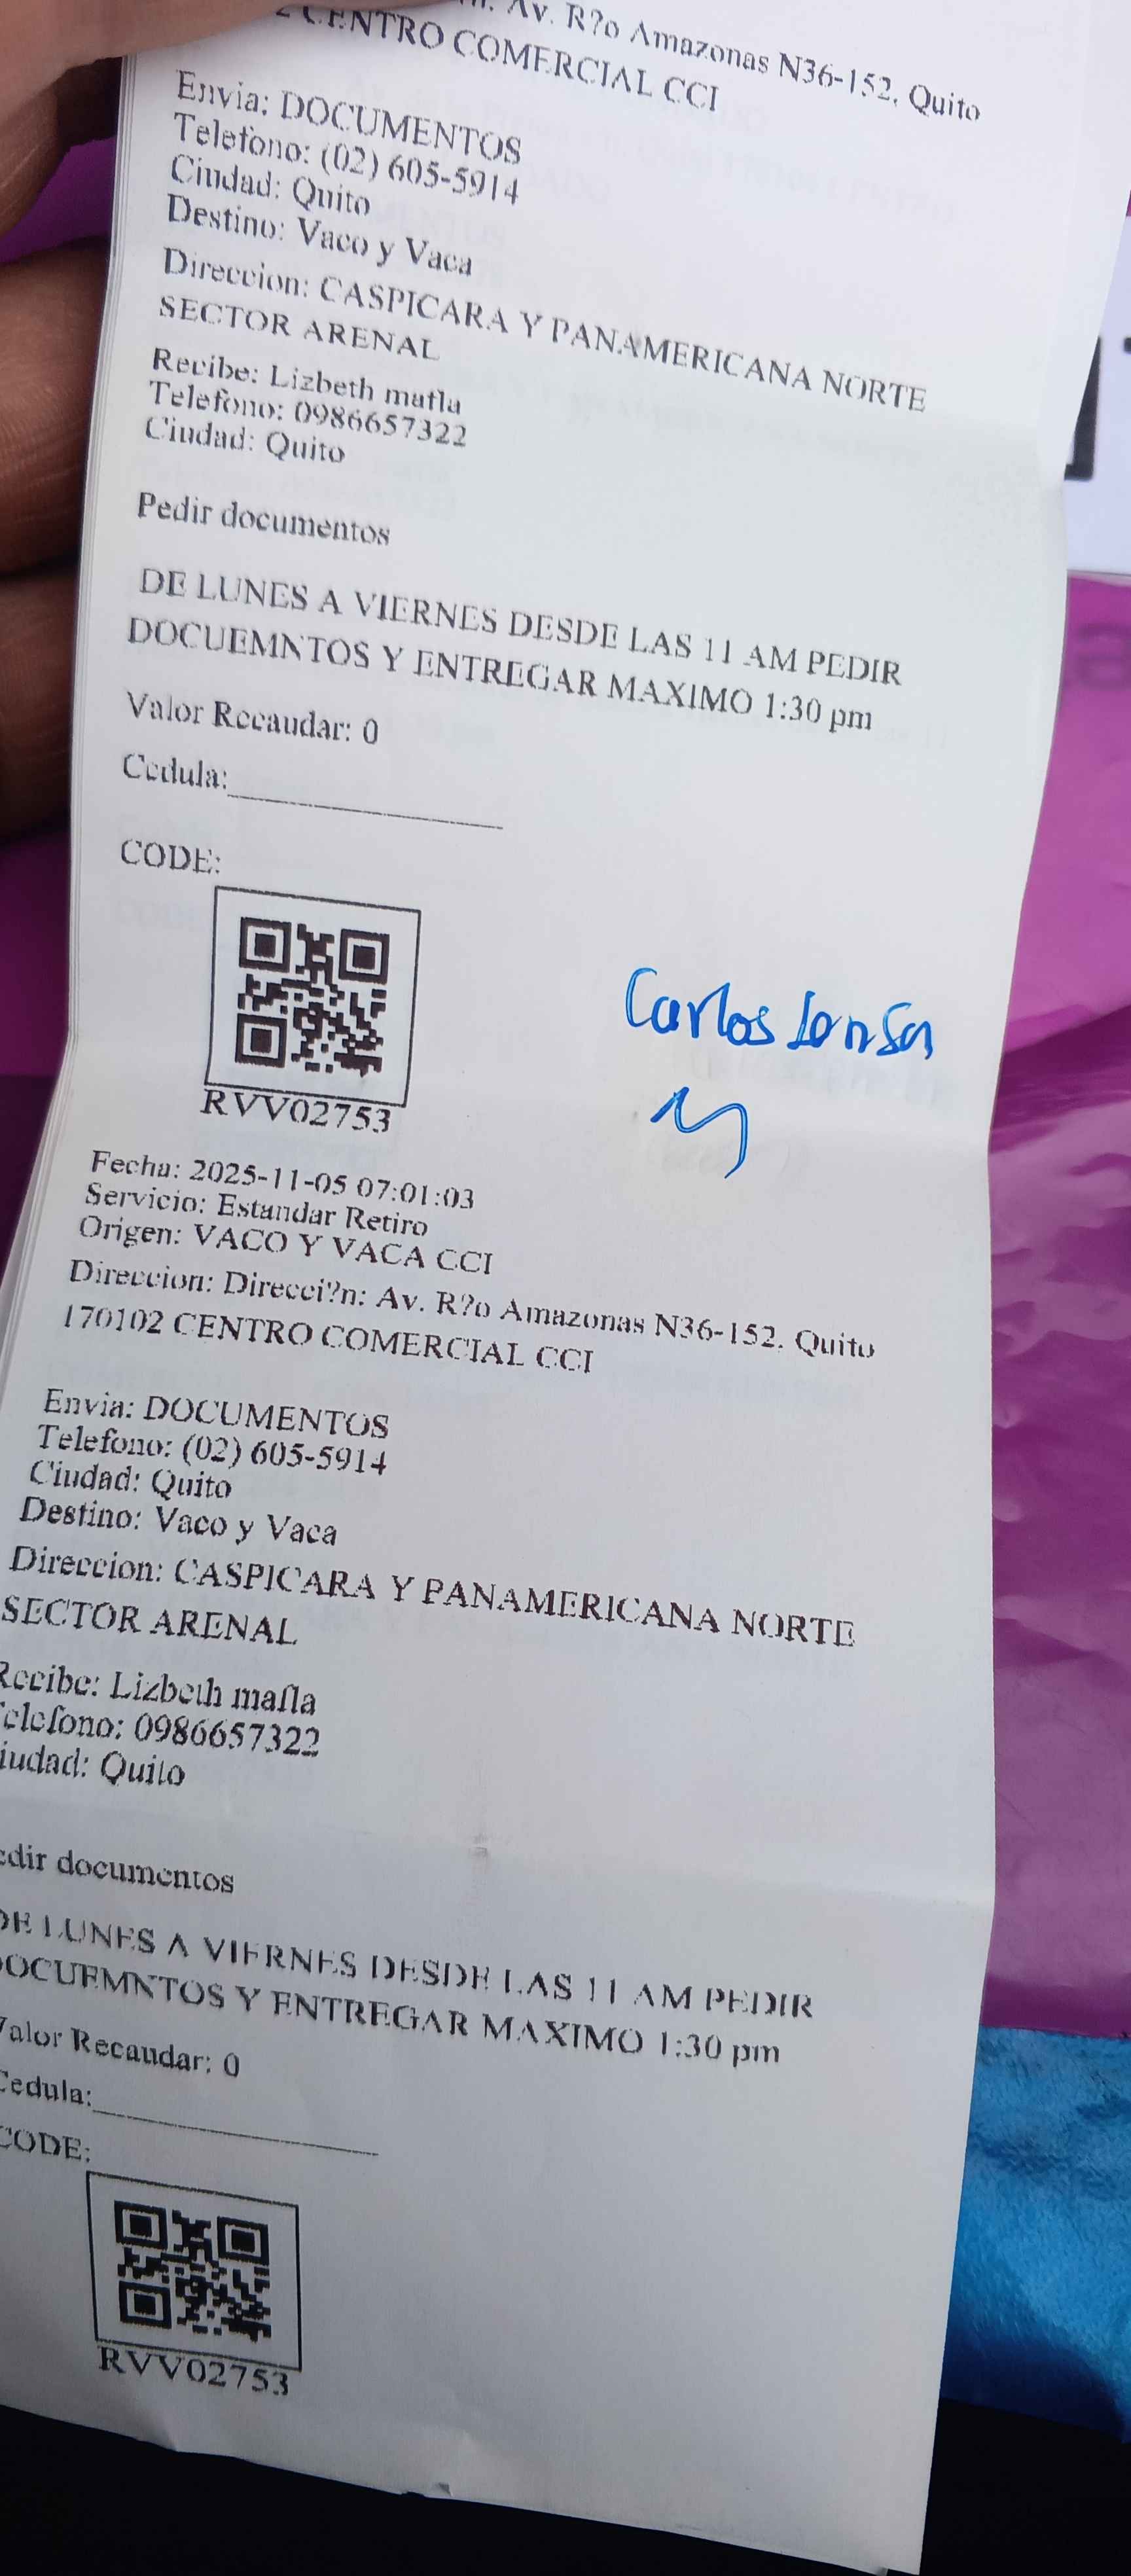 Av. R?o Amazonas N36-152, Quito
CENTRO COMERCIAL CCI
Envia: DOCUMENTOS
Telefono: (02) 605-5914
Ciudad: Quito
Destino: Vaco y Vaca
Direccion: CASPICARA Y PANAMERICANA NORTE
SECTOR ARENAL
Recibe: Lizbeth mafla
Telefono: 0986657322
Ciudad: Quito
Pedir documentos
DE LUNES A VIERNES DESDE LAS 11 AM PEDIR
DOCUEMNTOS Y ENTREGAR MAXIMO 1:30 pm
Valor Recaudar: 0
Cedula:
CODE:
Carlos
RVV02753
Fecha: 2025-11-05 07:01:03
Servicio: Estandar Retiro
Origen: VACO Y VACA CCI
Direccion: Direcci?n: Av. R?o Amazonas N36-152, Quito
170102 CENTRO COMERCIAL CCI
Envia: DOCUMENTOS
Telefono: (02) 605-5914
Ciudad: Quito
Destino: Vaco y Vaca
Direccion: CASPICARA Y PANAMERICANA NORTE
SECTOR ARENAL
Recibe: Lizbeth mafla
elefono: 0986657322
iudad: Quito
edir documentos
DE LUNES A VIERNES DESDE LAS 11 AM PEDIR
DOCUEMNTOS Y ENTREGAR MAXIMO 1:30 pm
Valor Recaudar: 0
Cedula:
CODE:
RVV02753